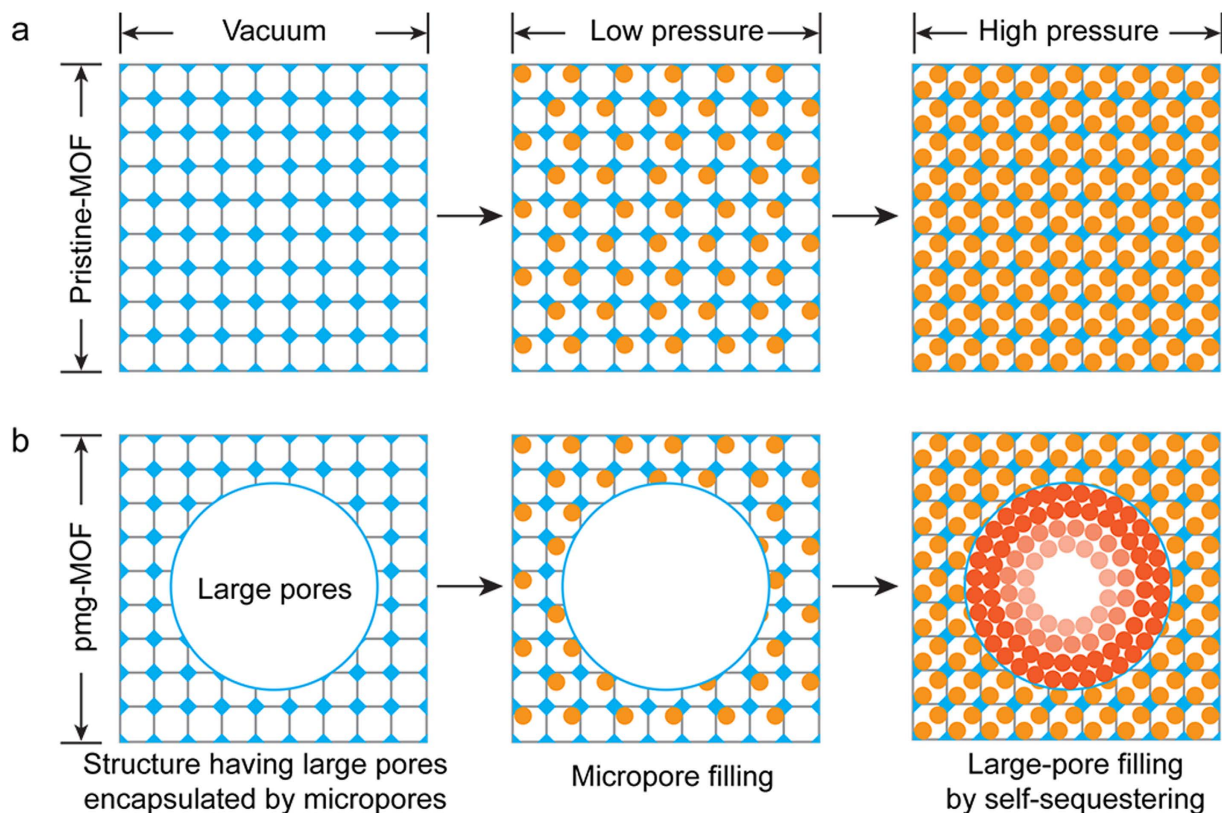 a
Vacuum
Low pressure
High pressure
Pristine-MOF
b
pmg-MOF
Large pores
Structure having large pores
encapsulated by micropores
Micropore filling
Large-pore filling
by self-sequestering